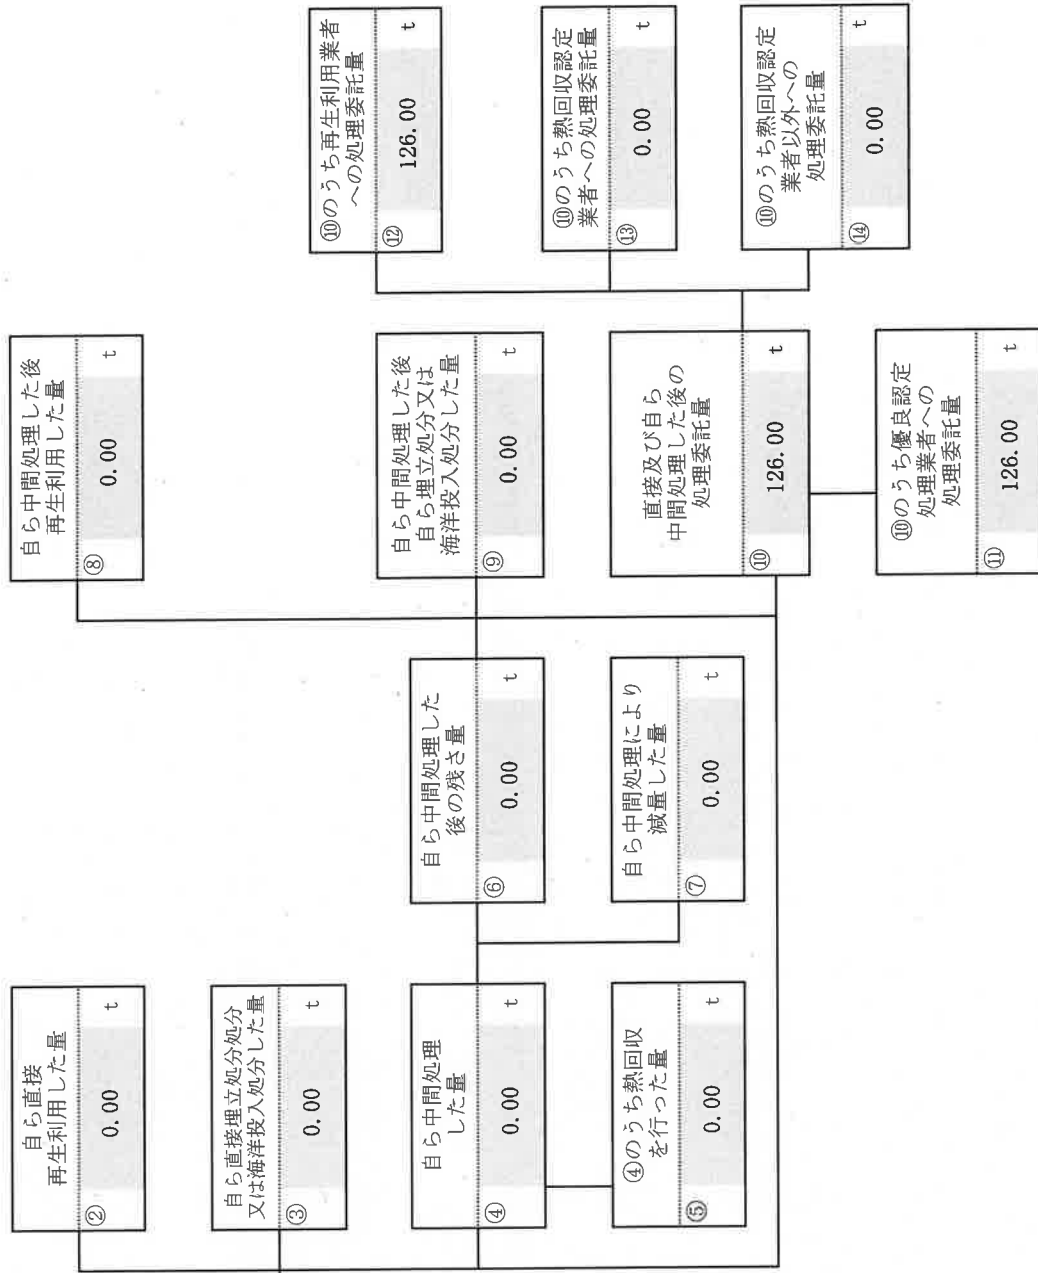 自ら直接
再生利用した量
② 0.00 t
自ら直接埋立処分処分
又は海洋投入処分した量
③ 0.00 t
自ら中間処理
した量
④ 0.00 t
④のうち熱回収
を行った量
⑤ 0.00 t
自ら中間処理した
後の残さ量
⑥ 0.00 t
自ら中間処理により
減量した量
⑦ 0.00 t
自ら中間処理した後
再生利用した量
⑧ 0.00 t
自ら中間処理した後
自ら埋立処分又は
海洋投入処分した量
⑨ 0.00 t
直接及び自ら
中間処理した後の
処理委託量
⑩ 126.00 t
⑩のうち優良認定
処理業者への
処理委託量
⑪ 126.00 t
⑩のうち再生利用業者
への処理委託量
⑫ 126.00 t
⑩のうち熱回収認定
業者への処理委託量
⑬ 0.00 t
⑩のうち熱回収認定
業者以外への
処理委託量
⑭ 0.00 t